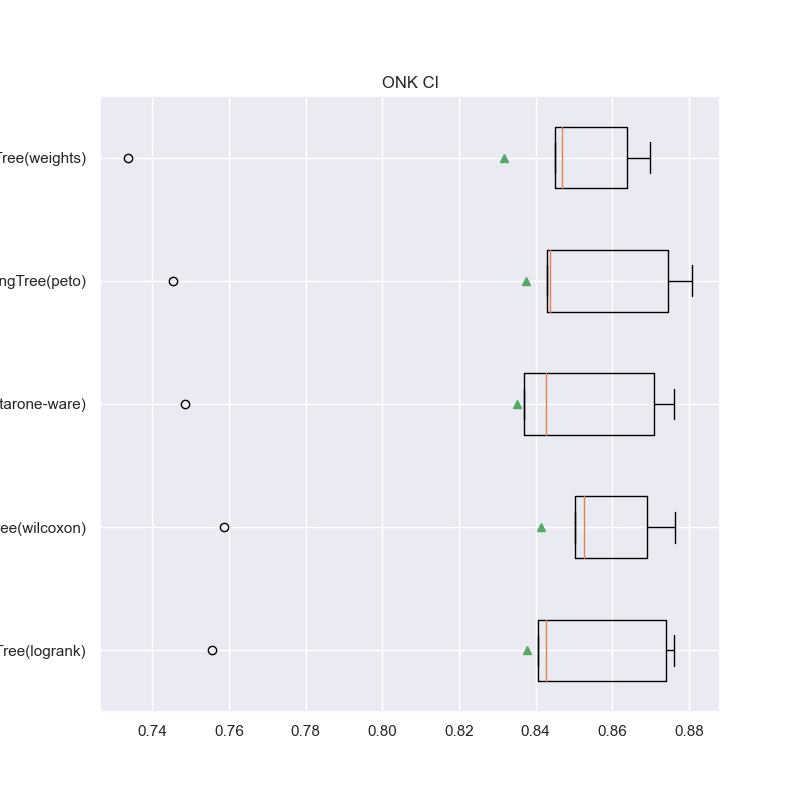 ONK CI
Tree(weights)
ngTree(peto)
tarone-ware)
ree(wilcoxon)
Tree(logrank)
0.74 0.76 0.78 0.80 0.82 0.84 0.86 0.88